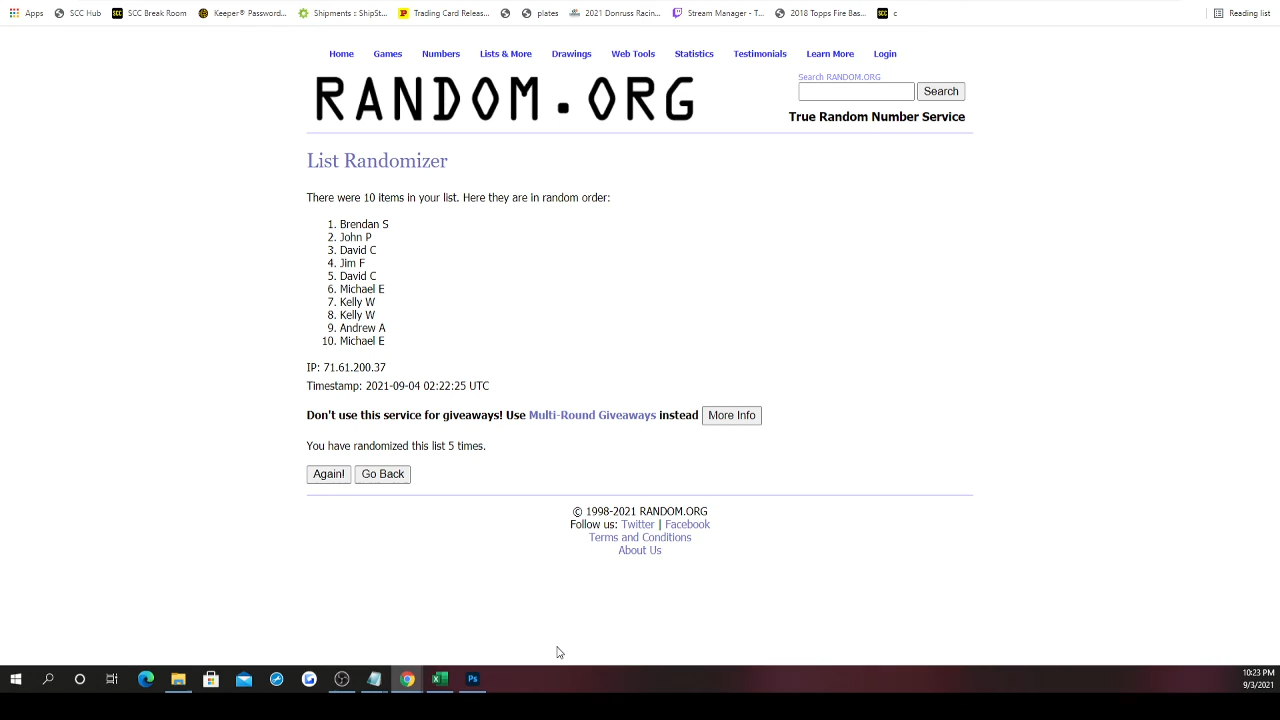 Apps SCC Hub SCC Break Room Keeper® Password... Shipments :: ShipSt... Trading Card Releas... plates 2021 Donruss Racin... Stream Manager - T... 2018 Topps Fire Bas... c Reading list
Home Games Numbers Lists & More Drawings Web Tools Statistics Testimonials Learn More Login
RANDOM.ORG
Search RANDOM.ORG
Search
True Random Number Service
List Randomizer
There were 10 items in your list. Here they are in random order:
1. Brendan S
2. John P
3. David C
4. Jim F
5. David C
6. Michael E
7. Kelly W
8. Kelly W
9. Andrew A
10. Michael E
IP: 71.61.200.37
Timestamp: 2021-09-04 02:22:25 UTC
Don't use this service for giveaways! Use Multi-Round Giveaways instead More Info
You have randomized this list 5 times.
Again! Go Back
© 1998-2021 RANDOM.ORG
Follow us: Twitter | Facebook
Terms and Conditions
About Us
Ps
10:23 PM
9/3/2021